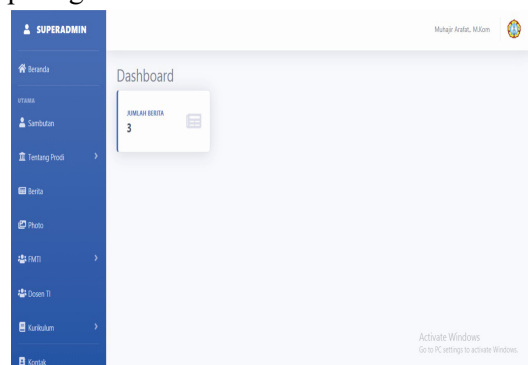 SUPERADMIN
Muhajir Arafat., M.Kom
Beranda
UTAMA
Sambutan
Tentang Prodi
Berita
Photo
FMTI
Dosen TI
Kurikulum
Kontak
Dashboard
JUMLAH BERITA
3
Activate Windows
Go to PC settings to activate Windows.